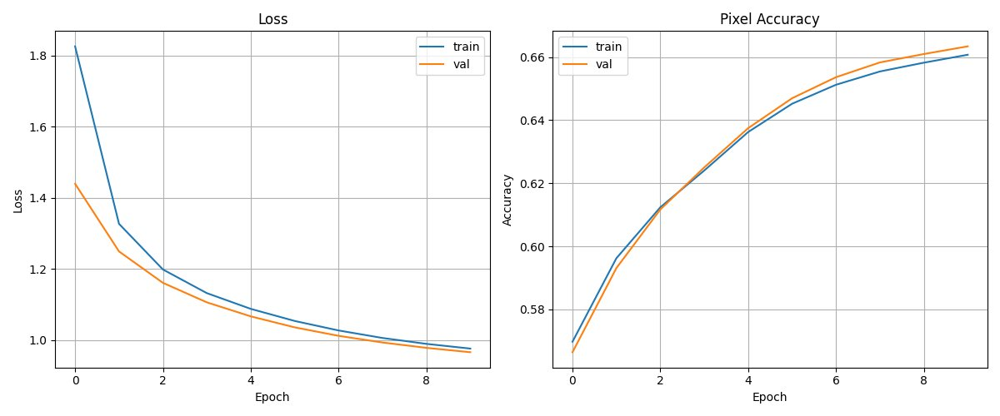 Loss
train
val
1.8
1.6
1.4
1.2
1.0
Loss
0 2 4 6 8
Epoch
Pixel Accuracy
train
val
0.66
0.64
0.62
0.60
0.58
Accuracy
0 2 4 6 8
Epoch